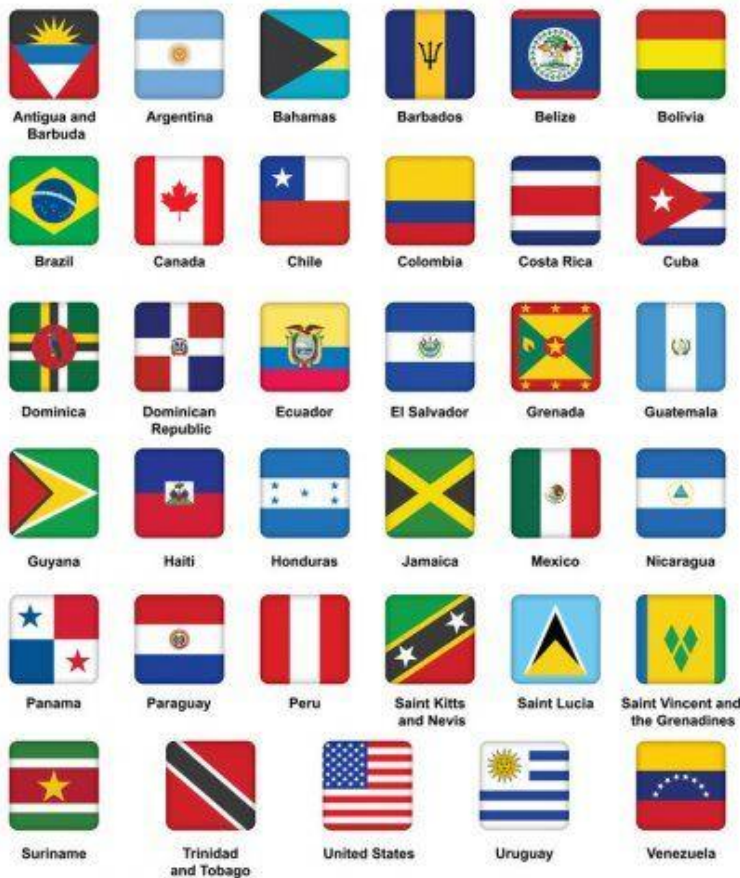 Antigua and
Barbuda
Argentina
Bahamas
Barbados
Belize
Bolivia
Brazil
Canada
Chile
Colombia
Costa Rica
Cuba
Dominica
Dominican
Republic
Ecuador
El Salvador
Grenada
Guatemala
Guyana
Haiti
Honduras
Jamaica
Mexico
Nicaragua
Panama
Paraguay
Peru
Saint Kitts
and Nevis
Saint Lucia
Saint Vincent and
the Grenadines
Suriname
Trinidad
and Tobago
United States
Uruguay
Venezuela